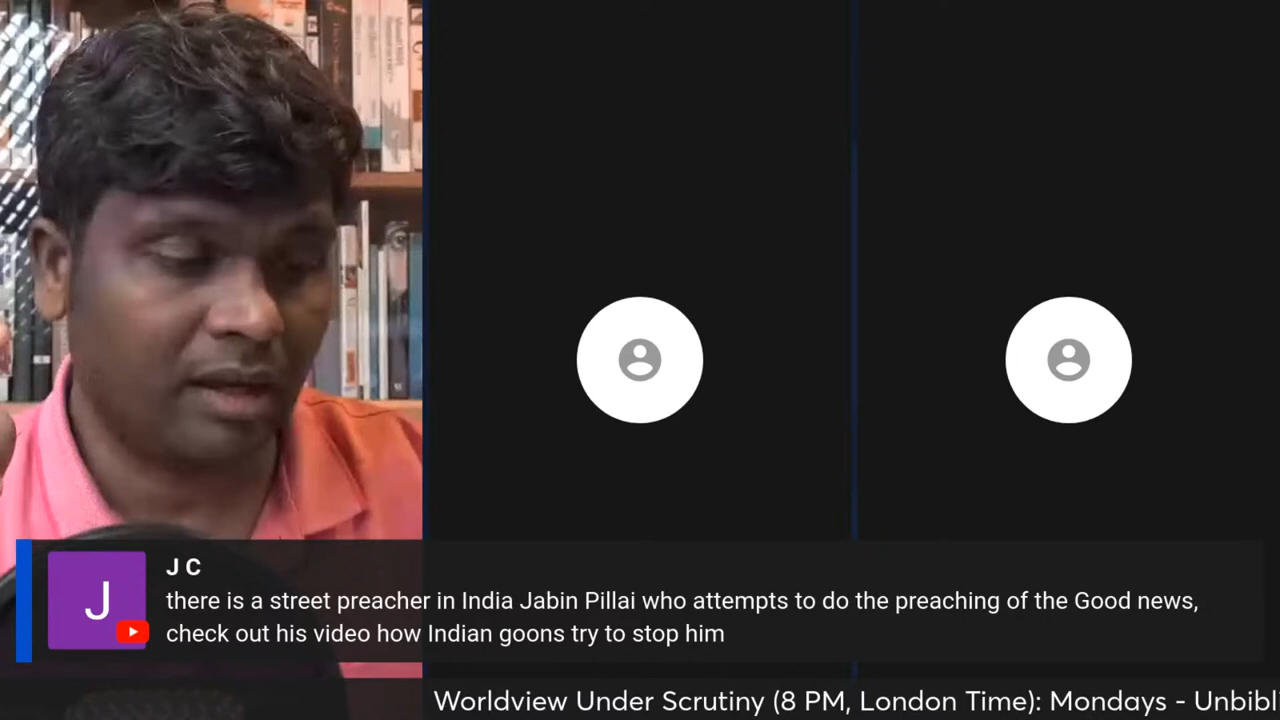 J
J C
there is a street preacher in India Jabin Pillai who attempts to do the preaching of the Good news,
check out his video how Indian goons try to stop him
Worldview Under Scrutiny (8 PM, London Time): Mondays - Unbibl